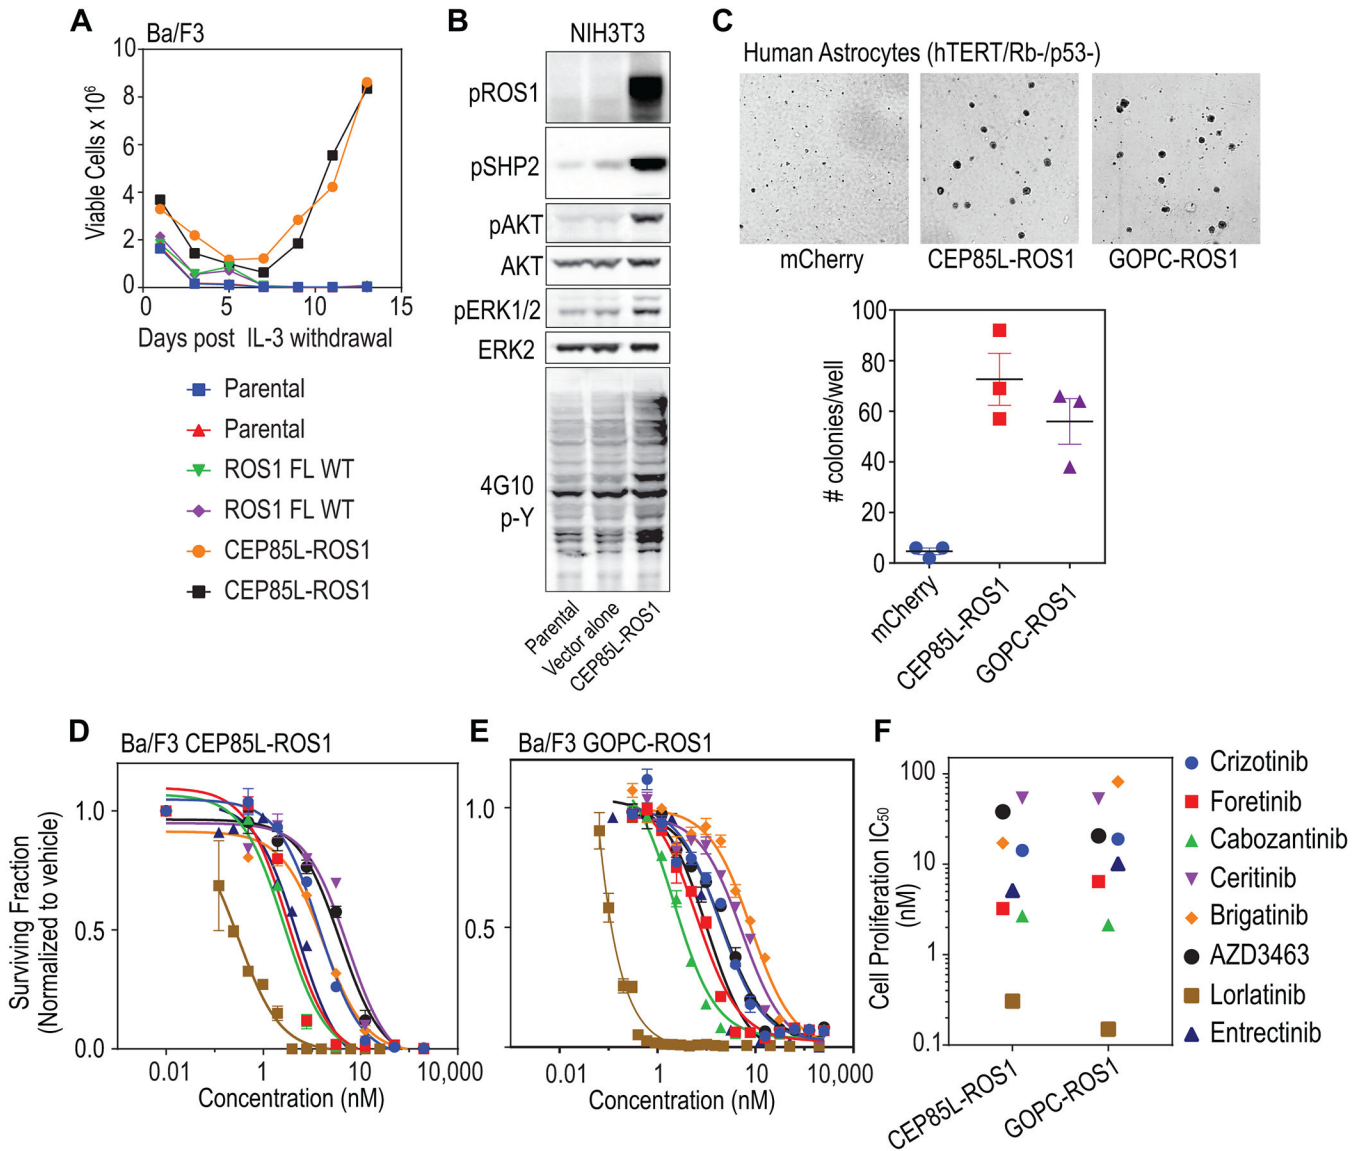 A
Ba/F3
10
8
6
4
2
0
Viable Cells x 10⁶
0
5
10
15
Days post IL-3 withdrawal
Parental
Parental
ROS1 FL WT
ROS1 FL WT
CEP85L-ROS1
CEP85L-ROS1
B
NIH3T3
pROS1
pSHP2
pAKT
AKT
pERK1/2
ERK2
4G10
p-Y
Parental
Vector alone
CEP85L-ROS1
C
Human Astrocytes (hTERT/Rb-/p53-)
mCherry
CEP85L-ROS1
GOPC-ROS1
100
80
60
40
20
0
# colonies/well
mCherry
CEP85L-ROS1
GOPC-ROS1
D
Ba/F3 CEP85L-ROS1
1.0
0.5
0.0
Surviving Fraction
(Normalized to vehicle)
0.01
1
10
10,000
Concentration (nM)
E
Ba/F3 GOPC-ROS1
1.0
0.5
0.01
1
10
10,000
Concentration (nM)
F
100
10
1
0.1
Cell Proliferation IC₅₀
(nM)
CEP85L-ROS1
GOPC-ROS1
Crizotinib
Foretinib
Cabozantinib
Ceritinib
Brigatinib
AZD3463
Lorlatinib
Entrectinib